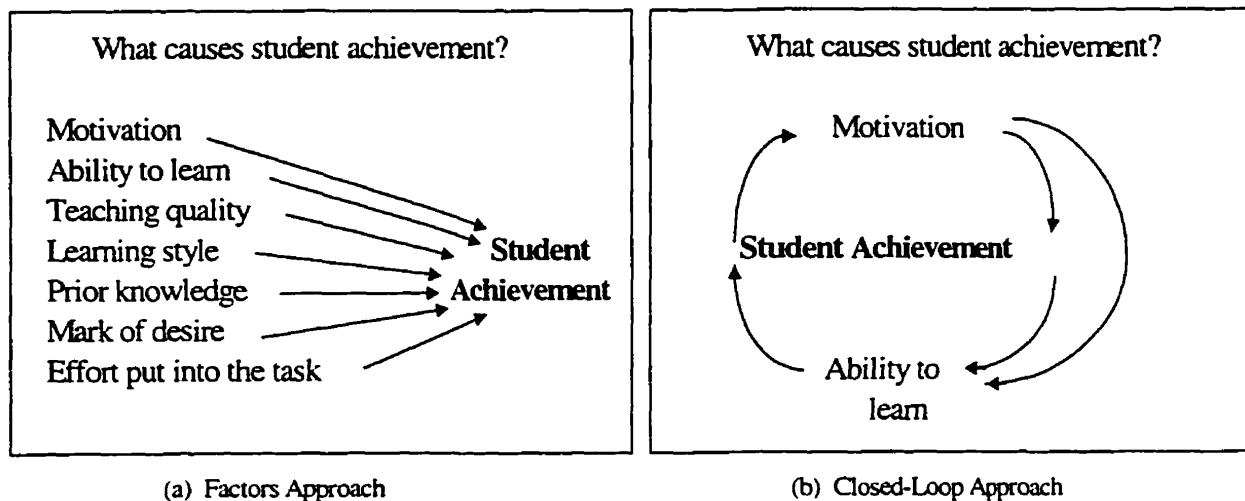 What causes student achievement?
Motivation
Ability to learn
Teaching quality
Learning style
Prior knowledge
Mark of desire
Effort put into the task
Student
Achievement
(a) Factors Approach
What causes student achievement?
Motivation
Student Achievement
Ability to
learn
(b) Closed-Loop Approach